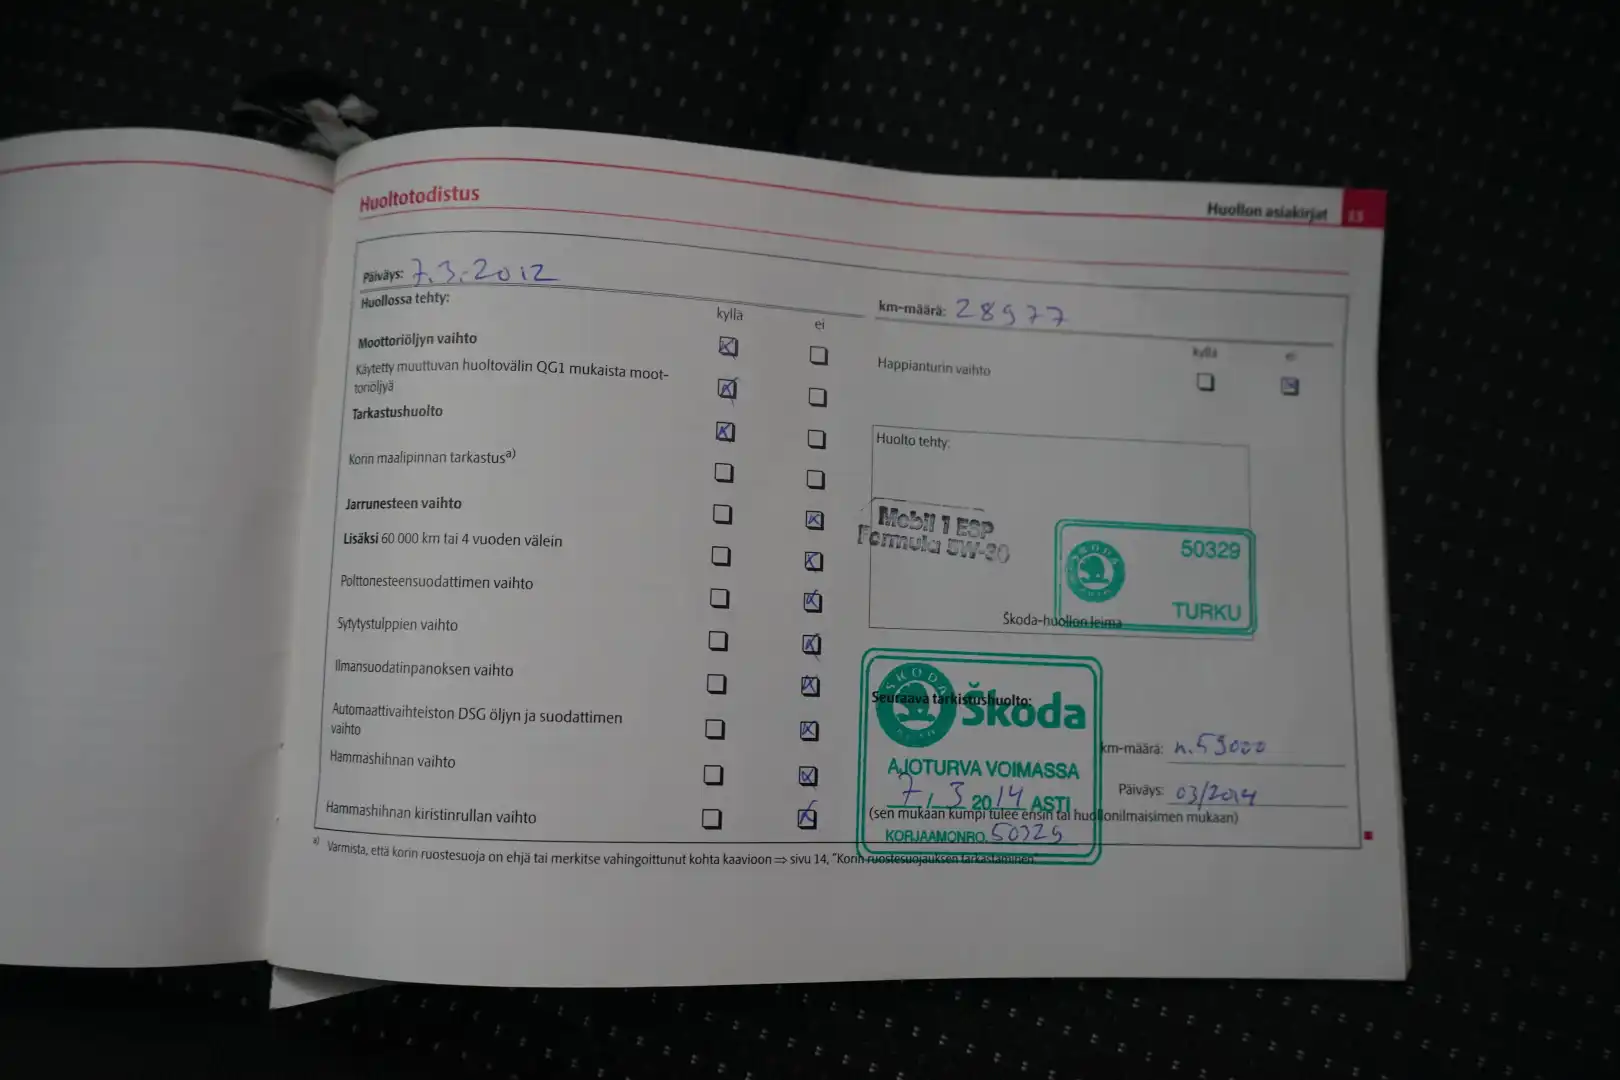 Huoltotodistus
Huollon asiakirjat
Päiväys: 7.3.2012
km-määrä: 28977
Huollossa tehty:
kyllä
ei
Moottoriöljyn vaihto
Käytetty muuttuvan huoltovälin QG1 mukaista moot-
toriöljyä
Tarkastushuolto
Korin maalipinnan tarkastusa)
Jarrunesteen vaihto
Lisäksi 60 000 km tai 4 vuoden välein
Polttonesteensuodattimen vaihto
Sytytystulppien vaihto
Ilmansuodatinpanoksen vaihto
Automaattivaihteiston DSG öljyn ja suodattimen
vaihto
Hammashihnan vaihto
Hammashihnan kiristinrullan vaihto
kyllä
ei
Happianturin vaihto
Huolto tehty:
Mobil 1 ESP
Formula 5W-30
ŠKODA
50329
TURKU
Škoda-huollon leima
Seuraava tarkistushuolto:
ŠKODA
Škoda
AJOTURVA VOIMASSA
7/3 2014 ASTI
KORJAAMONRO. 50329
km-määrä: n. 59000
Päiväys: 03/2014
(sen mukaan kumpi tulee ensin tai huollonilmaisimen mukaan)
a) Varmista, että korin ruostesuoja on ehjä tai merkitse vahingoittunut kohta kaavioon ⇒ sivu 14, "Korin ruostesuojauksen tarkastaminen"